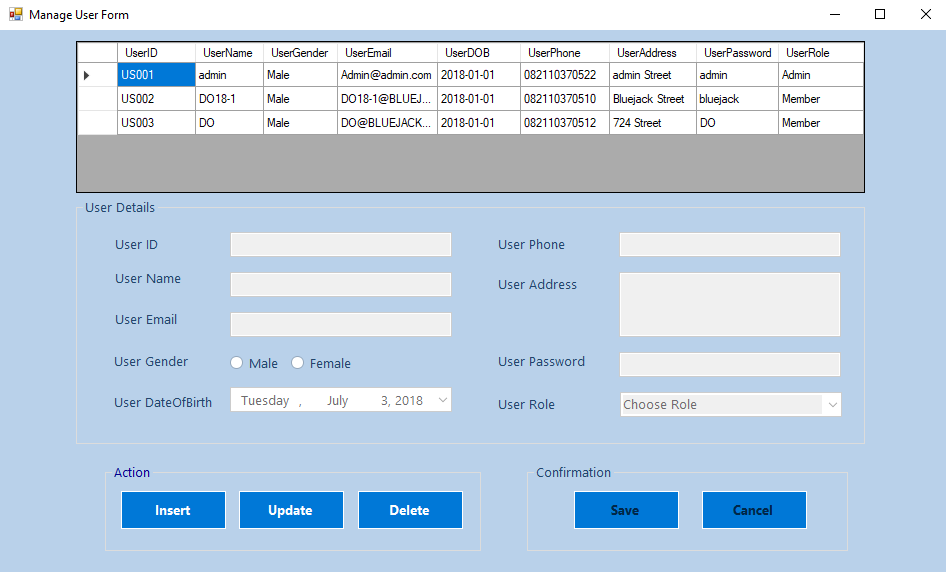 Manage User Form
UserID UserName UserGender UserEmail UserDOB UserPhone UserAddress UserPassword UserRole
US001 admin Male Admin@admin.com 2018-01-01 082110370522 admin Street admin Admin
US002 DO18-1 Male DO18-1@BLUEJ... 2018-01-01 082110370510 Bluejack Street bluejack Member
US003 DO Male DO@BLUEJACK... 2018-01-01 082110370512 724 Street DO Member
User Details
User ID
User Name
User Email
User Gender Male Female
User DateOfBirth Tuesday , July 3, 2018
User Phone
User Address
User Password
User Role Choose Role
Action
Insert Update Delete
Confirmation
Save Cancel